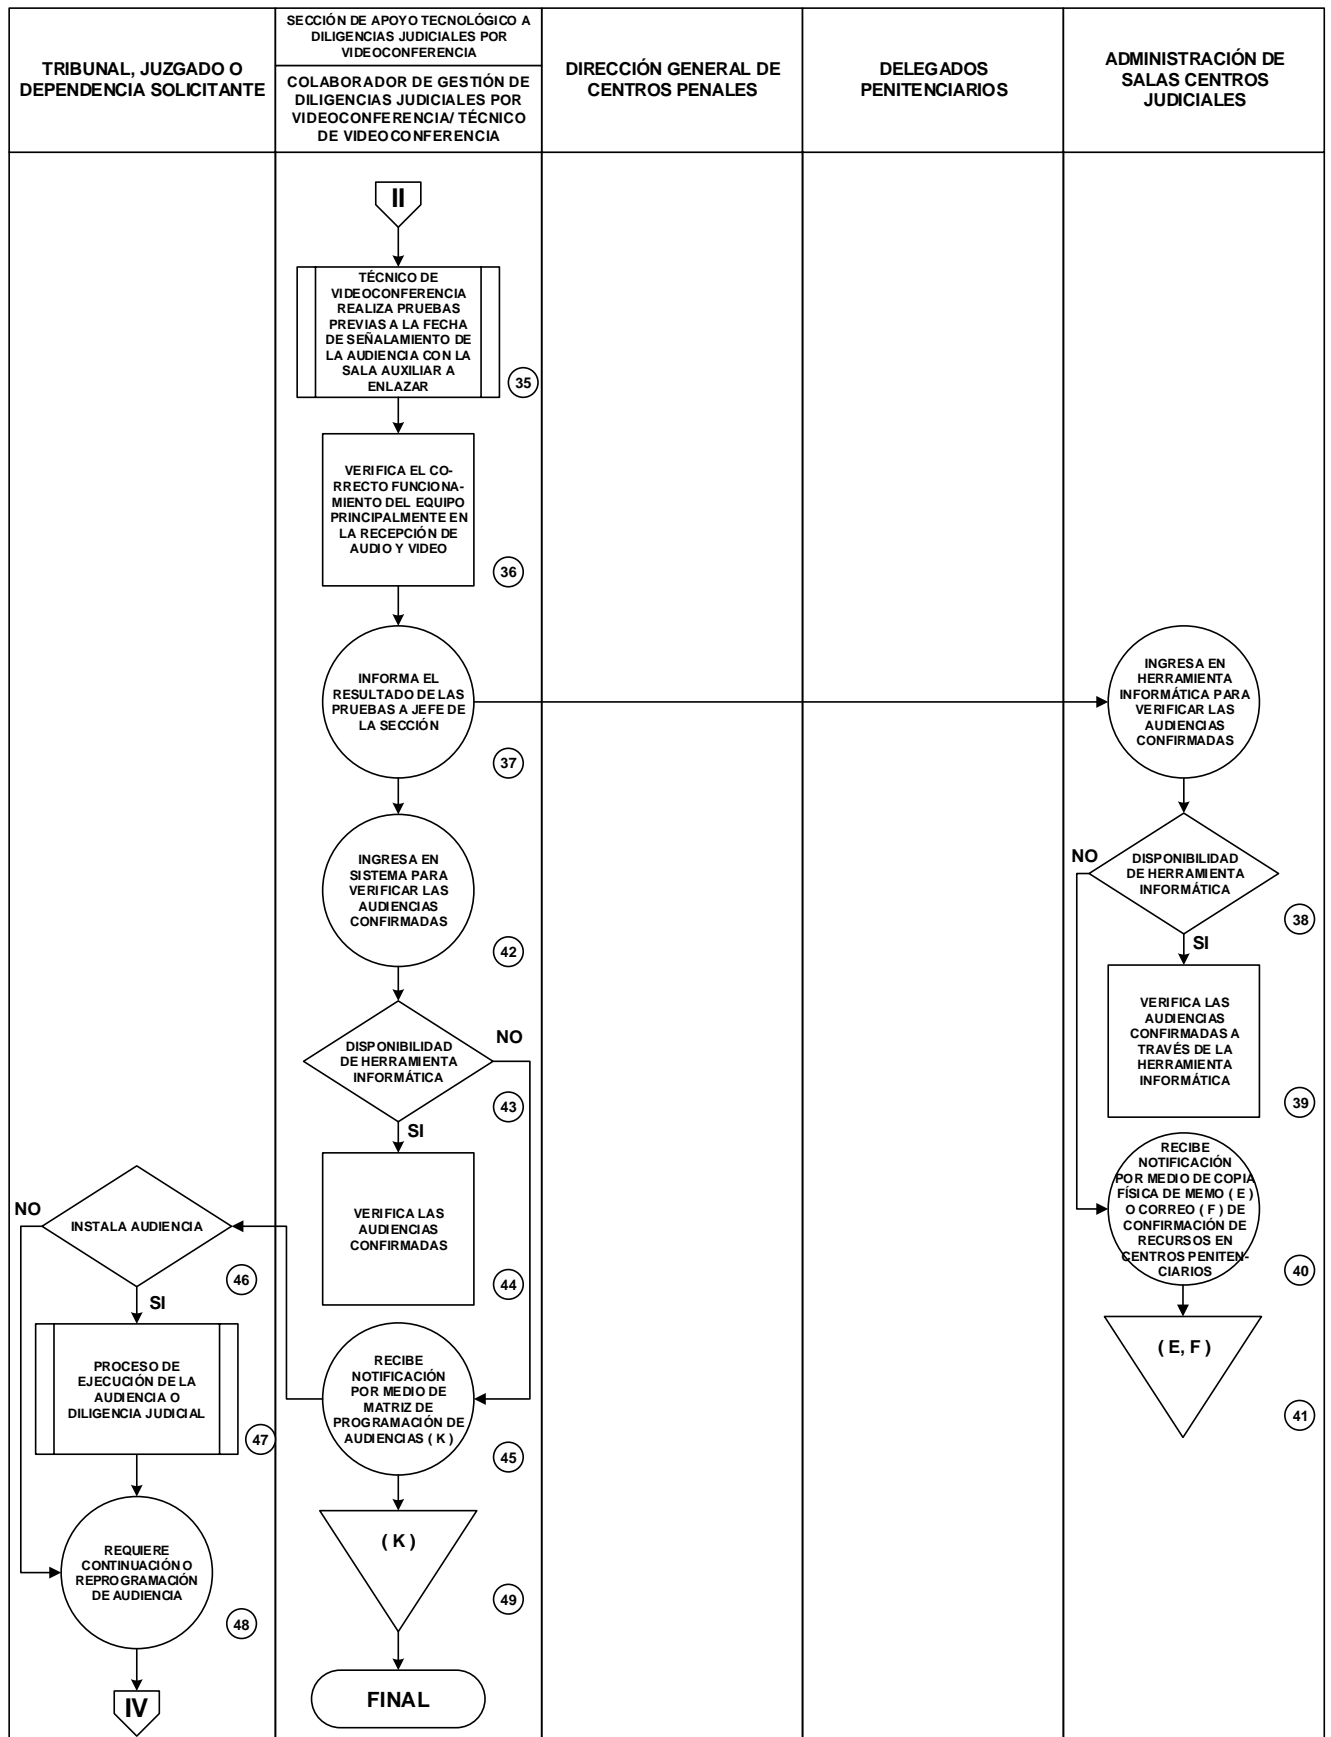 TRIBUNAL, JUZGADO O
DEPENDENCIA SOLICITANTE
SECCIÓN DE APOYO TECNOLÓGICO A
DILIGENCIAS JUDICIALES POR
VIDEOCONFERENCIA
COLABORADOR DE GESTIÓN DE
DILIGENCIAS JUDICIALES POR
VIDEOCONFERENCIA/ TÉCNICO
DE VIDEOCONFERENCIA
DIRECCIÓN GENERAL DE
CENTROS PENALES
DELEGADOS
PENITENCIARIOS
ADMINISTRACIÓN DE
SALAS CENTROS
JUDICIALES
II
TÉCNICO DE
VIDEOCONFERENCIA
REALIZA PRUEBAS
PREVIAS A LA FECHA
DE SEÑALAMIENTO DE
LA AUDIENCIA CON LA
SALA AUXILIAR A
ENLAZAR
35
VERIFICA EL CO-
RRECTO FUNCIONA-
MIENTO DEL EQUIPO
PRINCIPALMENTE EN
LA RECEPCIÓN DE
AUDIO Y VIDEO
36
INFORMA EL
RESULTADO DE LAS
PRUEBAS A JEFE DE
LA SECCIÓN
37
INGRESA EN
HERRAMIENTA
INFORMÁTICA PARA
VERIFICAR LAS
AUDIENCIAS
CONFIRMADAS
NO
DISPONIBILIDAD
DE HERRAMIENTA
INFORMÁTICA
38
SI
VERIFICA LAS
AUDIENCIAS
CONFIRMADAS A
TRAVÉS DE LA
HERRAMIENTA
INFORMÁTICA
39
RECIBE
NOTIFICACIÓN
POR MEDIO DE COPIA
FÍSICA DE MEMO ( E )
O CORREO ( F ) DE
CONFIRMACIÓN DE
RECURSOS EN
CENTROS PENITEN-
CIARIOS
40
( E, F )
41
INGRESA EN
SISTEMA PARA
VERIFICAR LAS
AUDIENCIAS
CONFIRMADAS
42
DISPONIBILIDAD
DE HERRAMIENTA
INFORMÁTICA
NO
43
SI
VERIFICA LAS
AUDIENCIAS
CONFIRMADAS
44
RECIBE
NOTIFICACIÓN
POR MEDIO DE
MATRIZ DE
PROGRAMACIÓN DE
AUDIENCIAS ( K )
45
NO
INSTALA AUDIENCIA
46
SI
PROCESO DE
EJECUCIÓN DE LA
AUDIENCIA O
DILIGENCIA JUDICIAL
47
REQUIERE
CONTINUACIÓN O
REPROGRAMACIÓN
DE AUDIENCIA
48
IV
( K )
49
FINAL